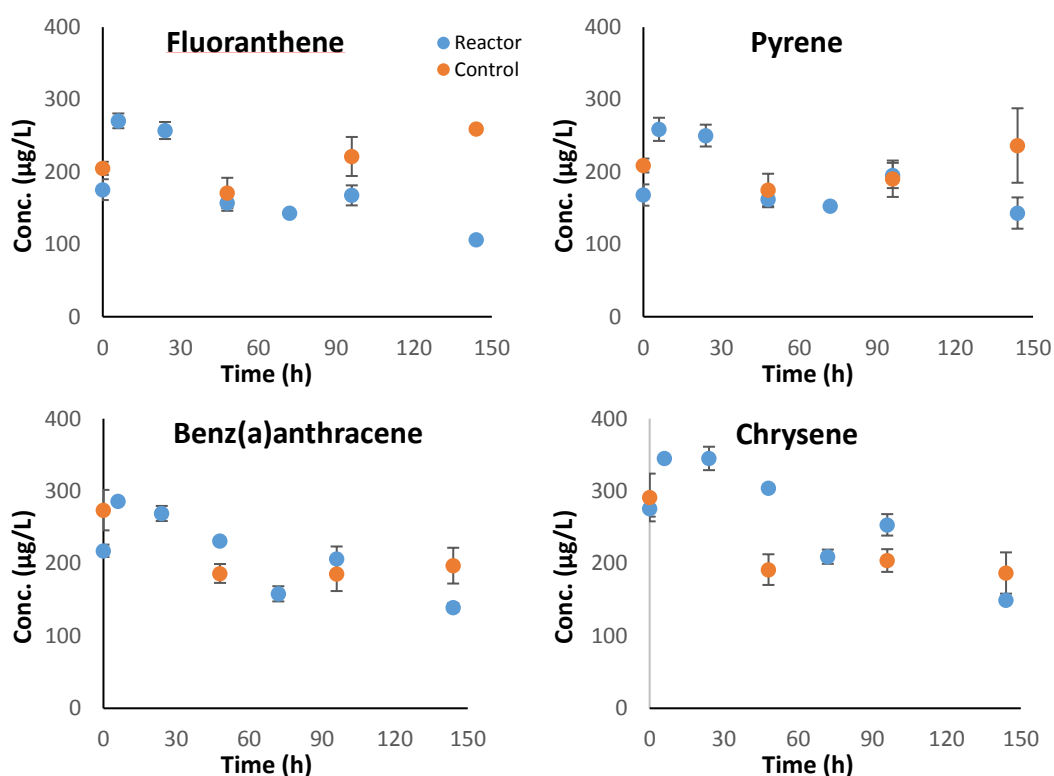 Fluoranthene
Reactor
Control
Conc. (µg/L)
400
300
200
100
0
0 30 60 90 120 150
Time (h)
Pyrene
Conc. (µg/L)
400
300
200
100
0
0 30 60 90 120 150
Time (h)
Benz(a)anthracene
Conc. (µg/L)
400
300
200
100
0
0 30 60 90 120 150
Time (h)
Chrysene
Conc. (µg/L)
400
300
200
100
0
0 30 60 90 120 150
Time (h)